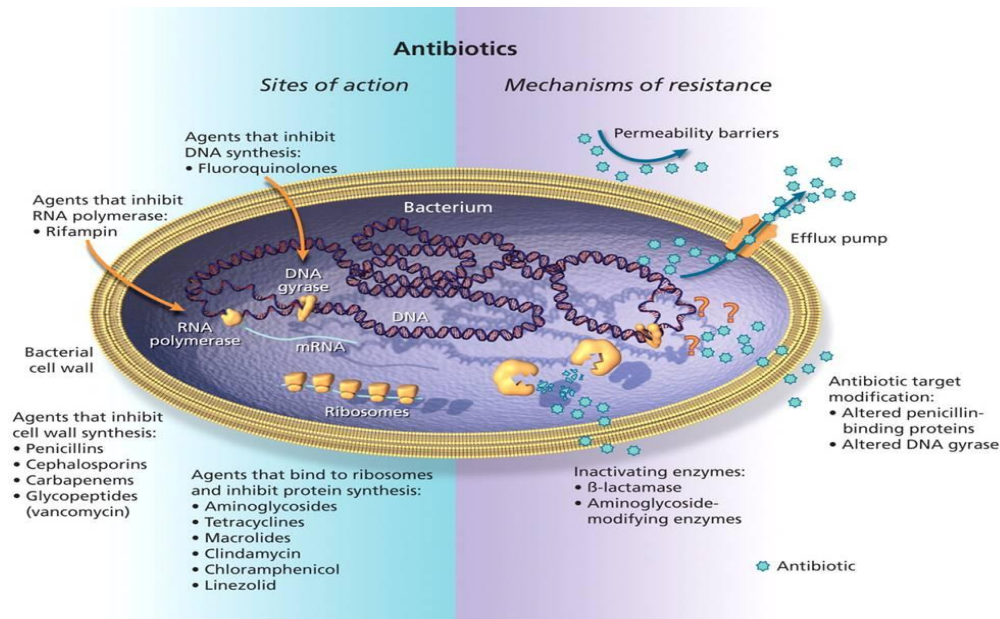 Antibiotics
Sites of action
Mechanisms of resistance
Agents that inhibit
DNA synthesis:
• Fluoroquinolones
Permeability barriers
Agents that inhibit
RNA polymerase:
• Rifampin
Bacterium
Efflux pump
DNA
gyrase
DNA
RNA
polymerase
mRNA
? ?
?
Bacterial
cell wall
Ribosomes
Antibiotic target
modification:
• Altered penicillin-
binding proteins
• Altered DNA gyrase
Agents that inhibit
cell wall synthesis:
• Penicillins
• Cephalosporins
• Carbapenems
• Glycopeptides
(vancomycin)
Agents that bind to ribosomes
and inhibit protein synthesis:
• Aminoglycosides
• Tetracyclines
• Macrolides
• Clindamycin
• Chloramphenicol
• Linezolid
Inactivating enzymes:
• ß-lactamase
• Aminoglycoside-
modifying enzymes
Antibiotic